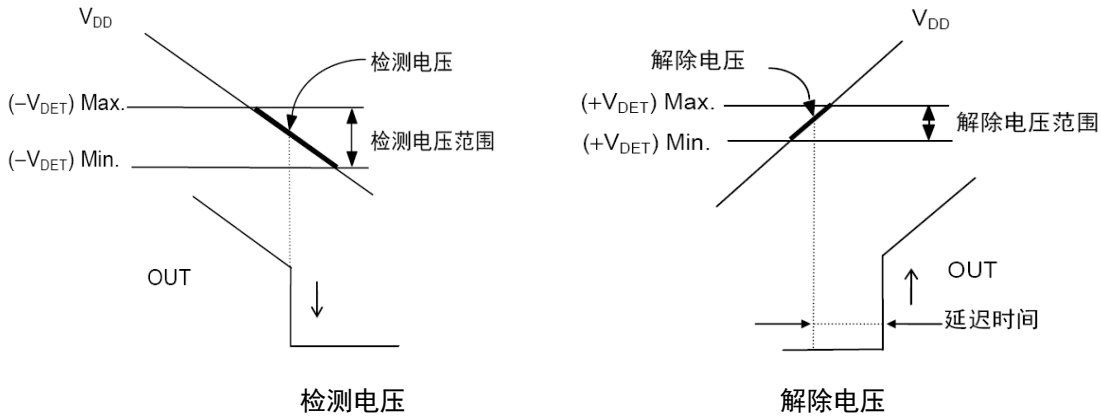 V_DD
检测电压
(−V_DET) Max.
检测电压范围
(−V_DET) Min.
OUT
检测电压
V_DD
解除电压
(+V_DET) Max.
解除电压范围
(+V_DET) Min.
OUT
延迟时间
解除电压